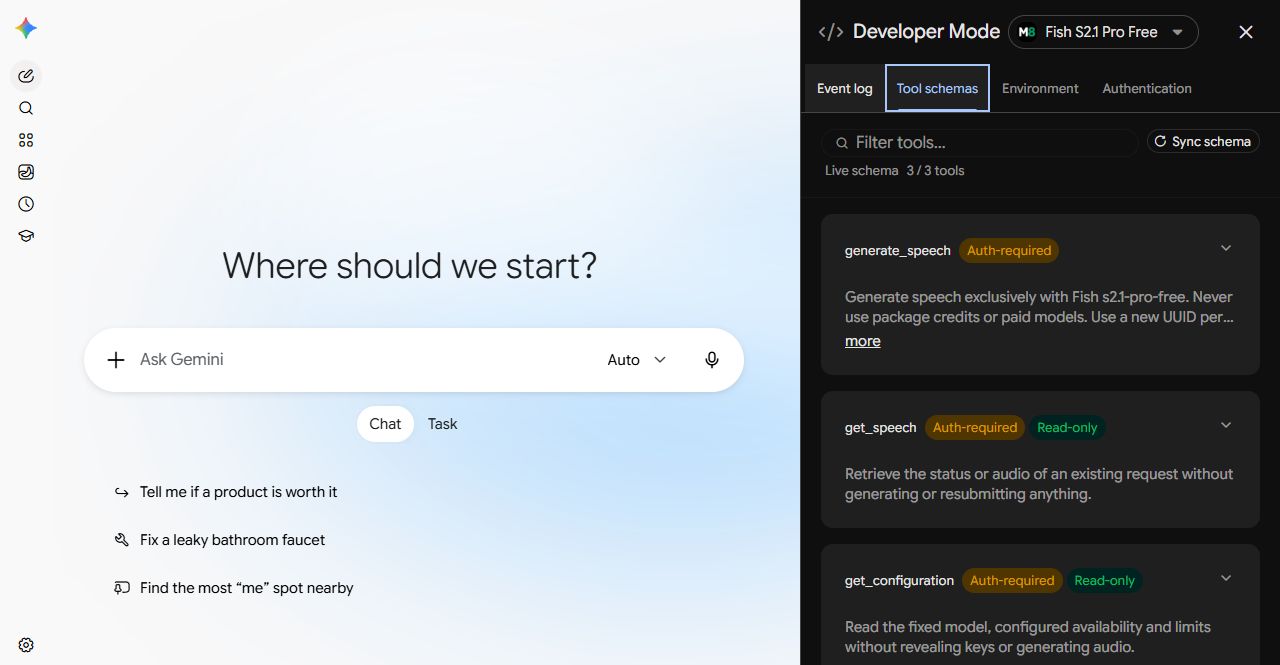 Where should we start?
Ask Gemini
Auto
Chat
Task
Tell me if a product is worth it
Fix a leaky bathroom faucet
Find the most “me” spot nearby
</> Developer Mode
M8 Fish S2.1 Pro Free
Event log
Tool schemas
Environment
Authentication
Filter tools...
Sync schema
Live schema 3 / 3 tools
generate_speech Auth-required
Generate speech exclusively with Fish s2.1-pro-free. Never
use package credits or paid models. Use a new UUID per...
more
get_speech Auth-required Read-only
Retrieve the status or audio of an existing request without
generating or resubmitting anything.
get_configuration Auth-required Read-only
Read the fixed model, configured availability and limits
without revealing keys or generating audio.